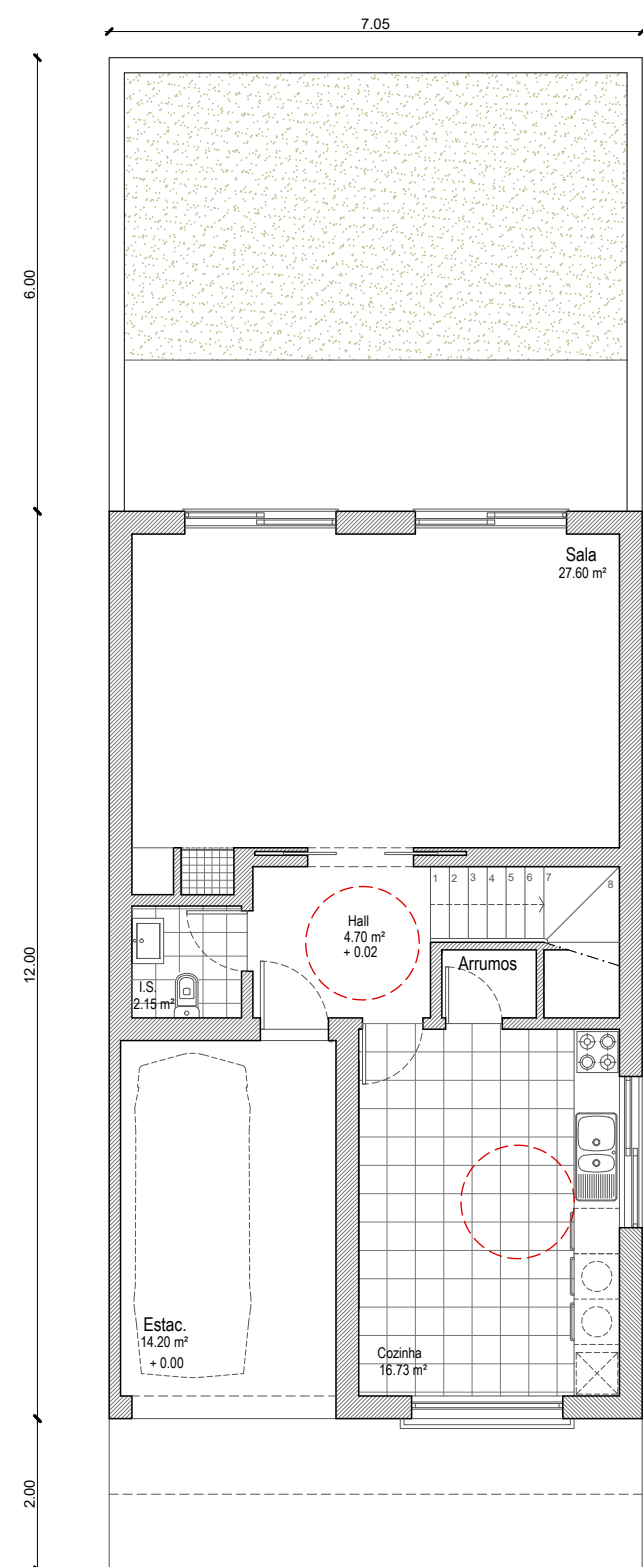 7.05
6.00
Sala
27.60 m²
12.00
1 2 3 4 5 6 7 8
Hall
4.70 m²
+ 0.02
Arrumos
I.S.
2.15 m²
Estac.
14.20 m²
+ 0.00
Cozinha
16.73 m²
2.00